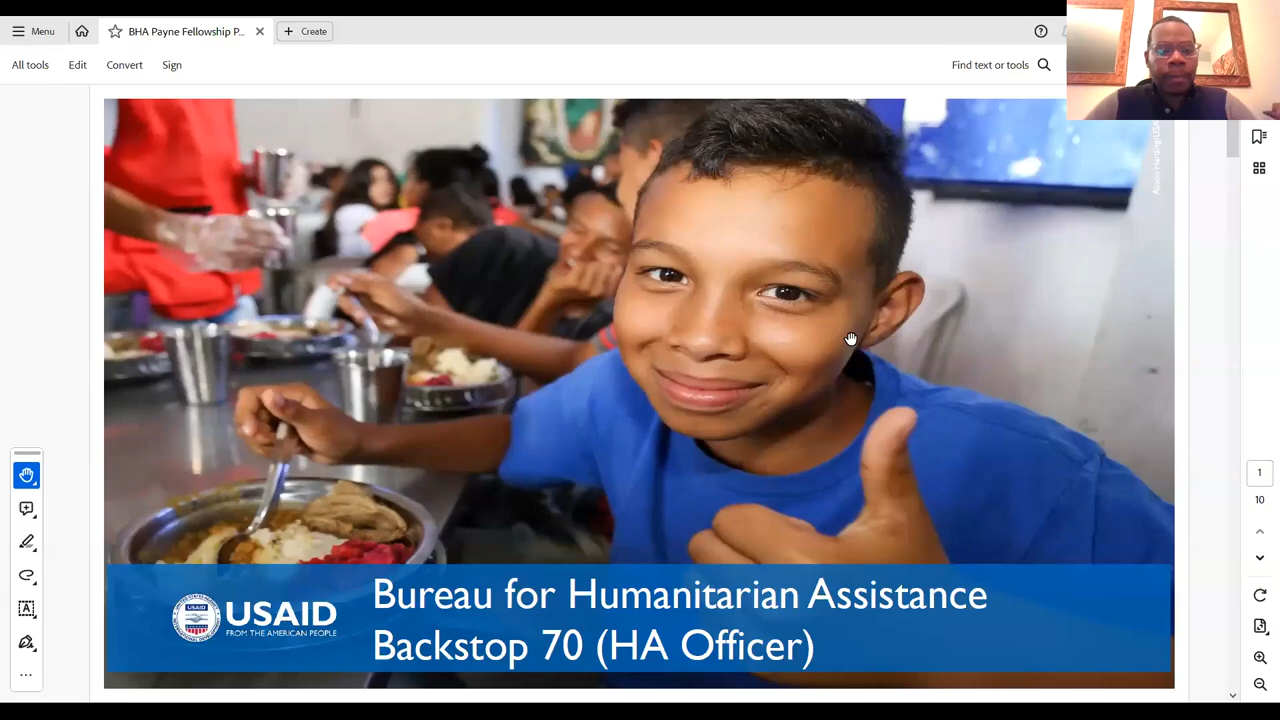 Menu
BHA Payne Fellowship P...
Create
All tools
Edit
Convert
Sign
Find text or tools
USAID
USAID
FROM THE AMERICAN PEOPLE
Bureau for Humanitarian Assistance
Backstop 70 (HA Officer)
1
10